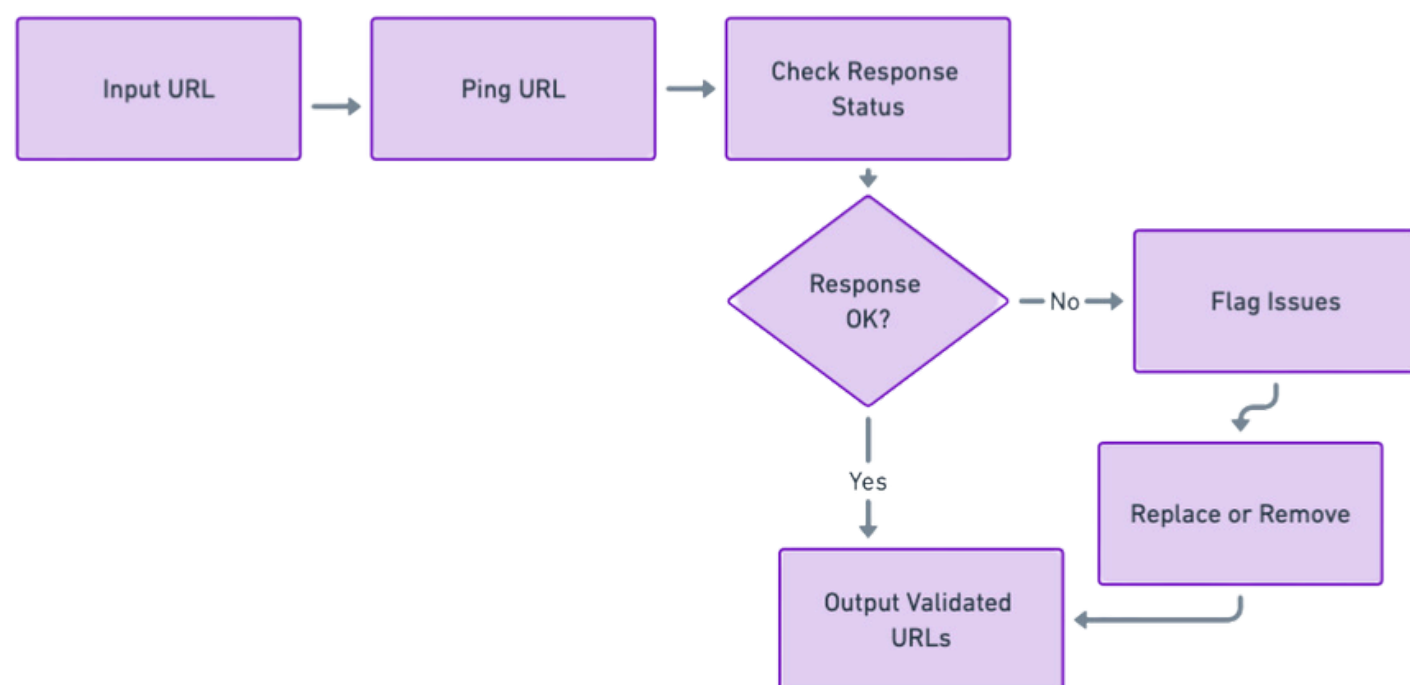 Input URL
Ping URL
Check Response
Status
Response
OK?
No
Flag Issues
Yes
Replace or Remove
Output Validated
URLs